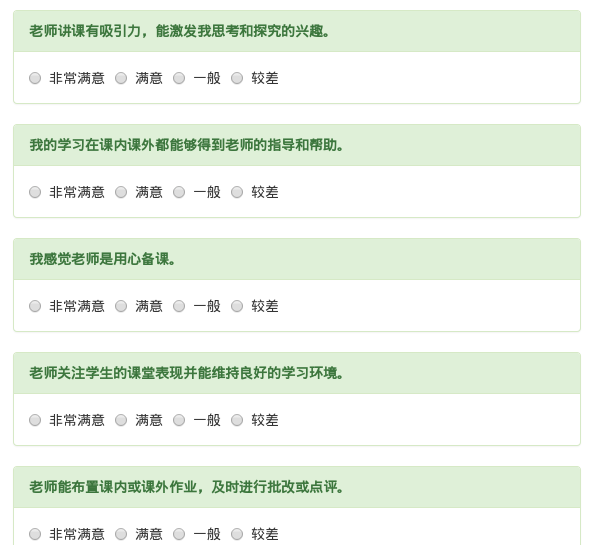 老师讲课有吸引力，能激发我思考和探究的兴趣。
非常满意 满意 一般 较差
我的学习在课内课外都能够得到老师的指导和帮助。
非常满意 满意 一般 较差
我感觉老师是用心备课。
非常满意 满意 一般 较差
老师关注学生的课堂表现并能维持良好的学习环境。
非常满意 满意 一般 较差
老师能布置课内或课外作业，及时进行批改或点评。
非常满意 满意 一般 较差